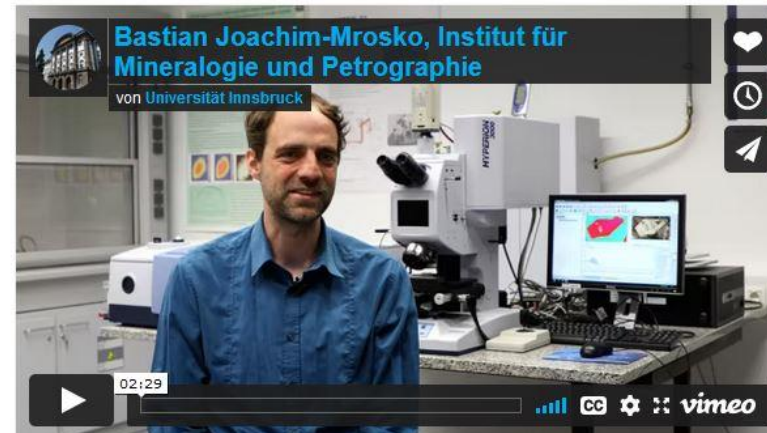 Bastian Joachim-Mrosko, Institut für
Mineralogie und Petrographie
von Universität Innsbruck
HYPERION
3000
02:29
CC
vimeo